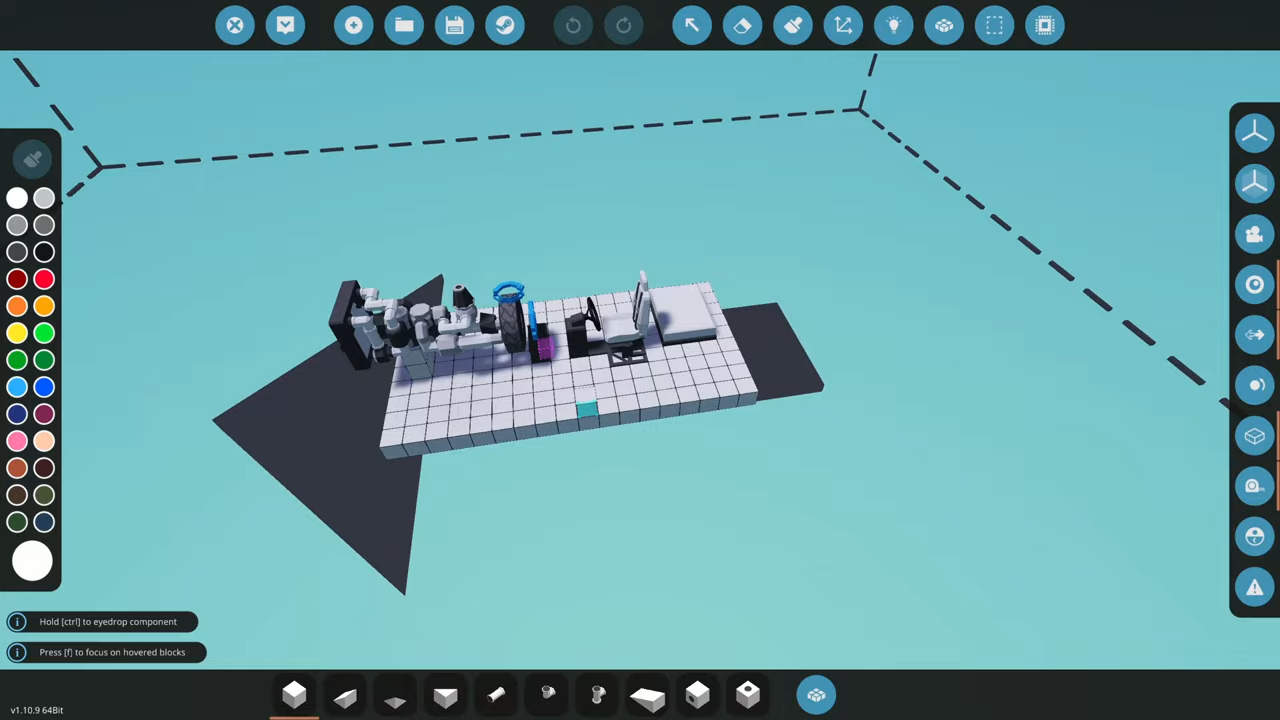 Hold [ctrl] to eyedrop component
Press [f] to focus on hovered blocks
v1.10.9 64Bit